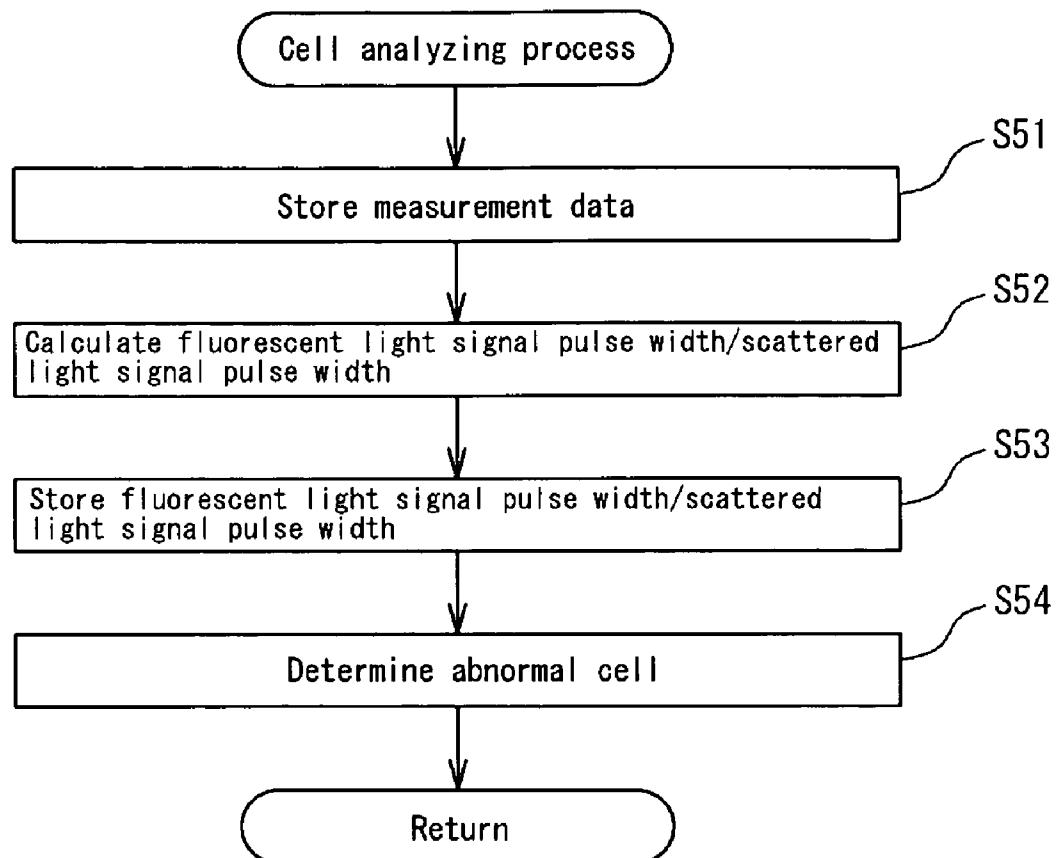 Cell analyzing process
S51
Store measurement data
S52
Calculate fluorescent light signal pulse width/scattered
light signal pulse width
S53
Store fluorescent light signal pulse width/scattered
light signal pulse width
S54
Determine abnormal cell
Return